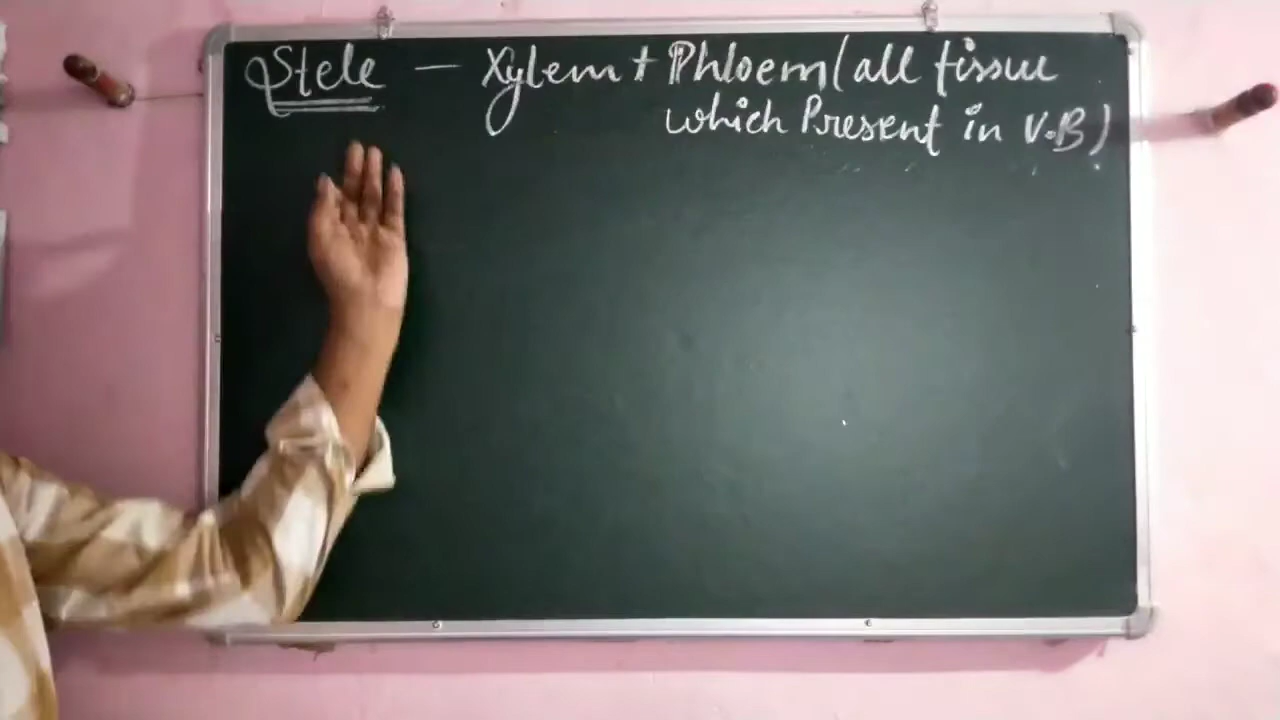 Stele — Xylem + Phloem (all tissue
which Present in V.B)